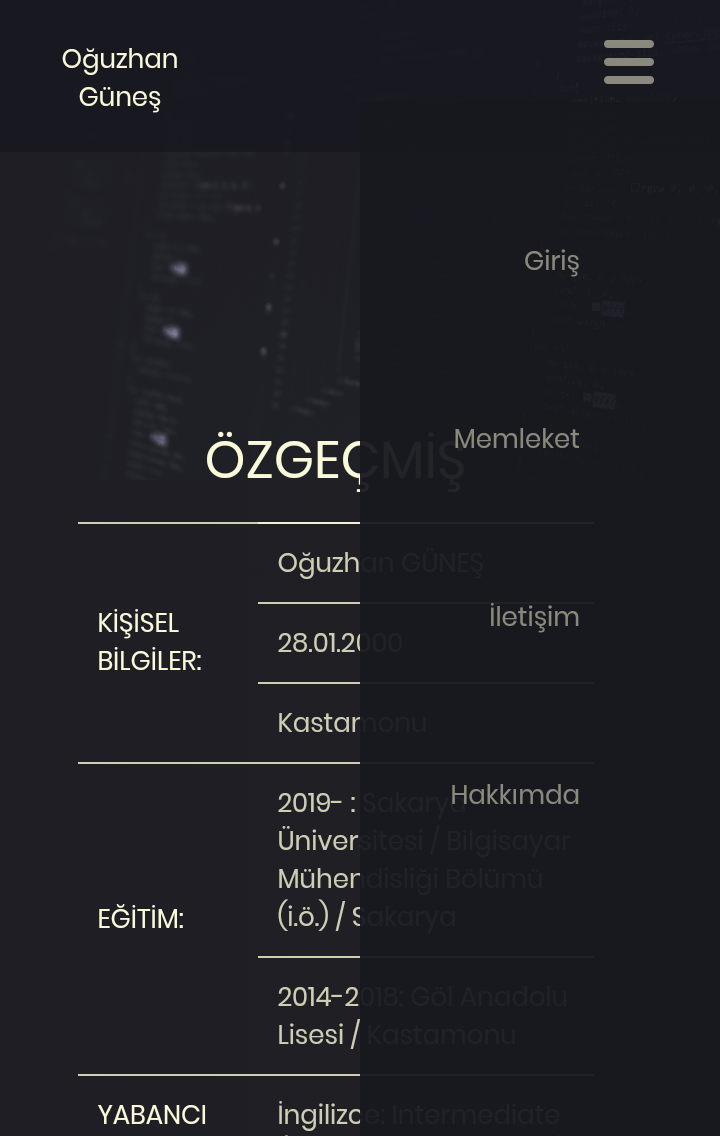 Oğuzhan
Güneş
Giriş
Memleket
İletişim
Hakkımda
ÖZGEÇMİŞ
KİŞİSEL
BİLGİLER:
Oğuzhan GÜNEŞ
28.01.2000
Kastamonu
EĞİTİM:
2019- : Sakarya
Üniversitesi / Bilgisayar
Mühendisliği Bölümü
(i.ö.) / Sakarya
2014-2018: Göl Anadolu
Lisesi / Kastamonu
YABANCI
İngilizce: Intermediate